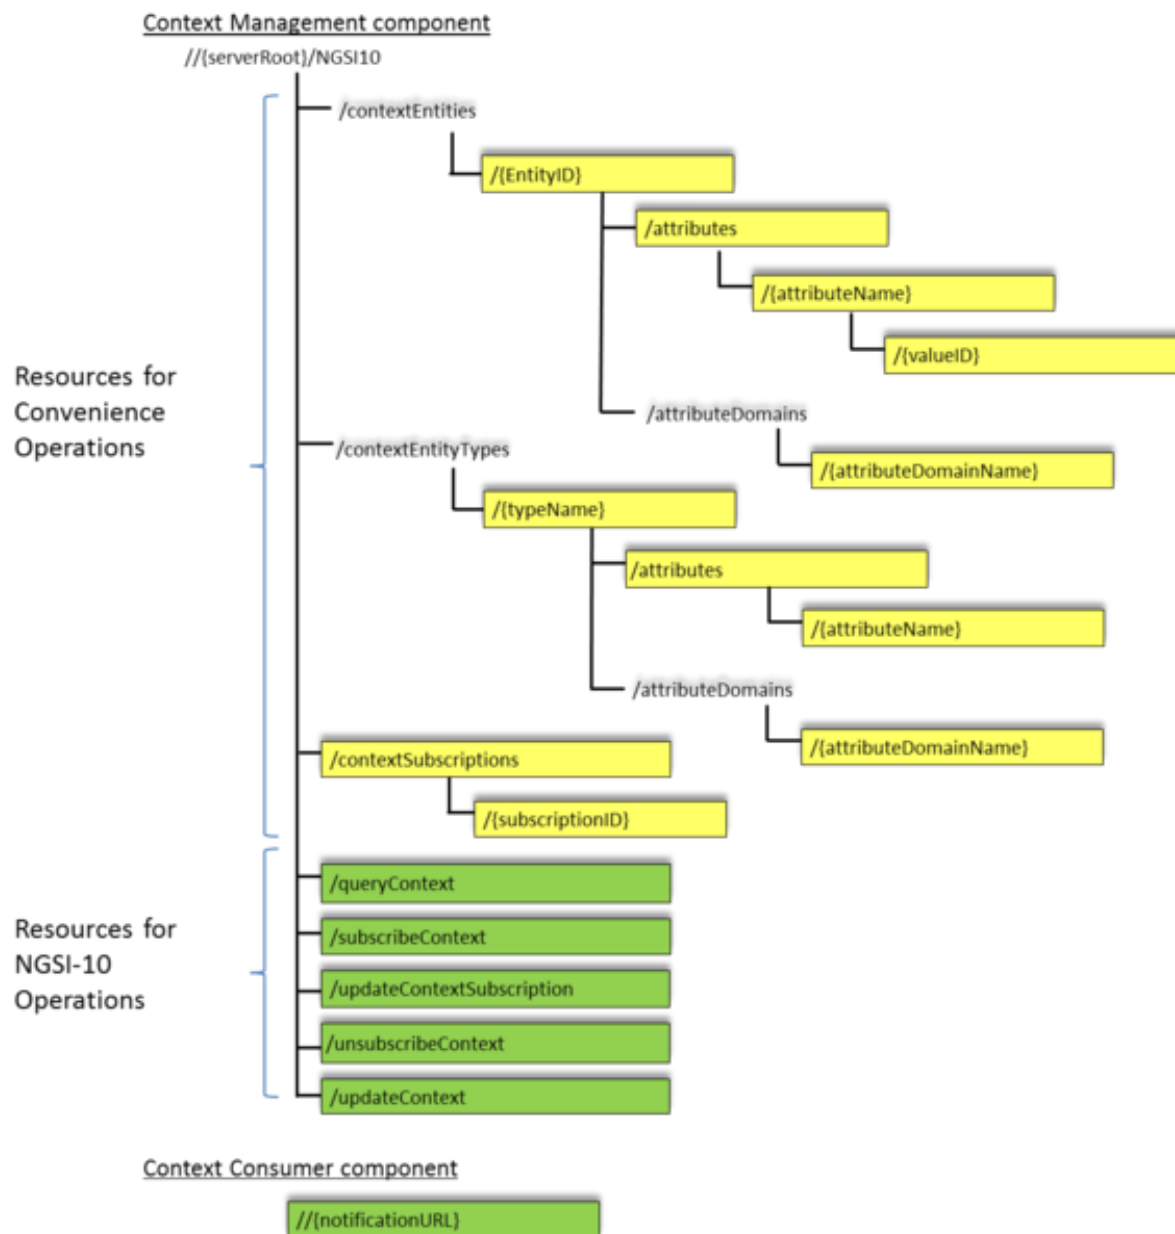 Context Management component
//{serverRoot}/NGSI10
/contextEntities
/{EntityID}
/attributes
/{attributeName}
/{valueID}
/attributeDomains
/{attributeDomainName}
Resources for
Convenience
Operations
/contextEntityTypes
/{typeName}
/attributes
/{attributeName}
/attributeDomains
/{attributeDomainName}
/contextSubscriptions
/{subscriptionID}
Resources for
NGSI-10
Operations
/queryContext
/subscribeContext
/updateContextSubscription
/unsubscribeContext
/updateContext
Context Consumer component
//{notificationURL}